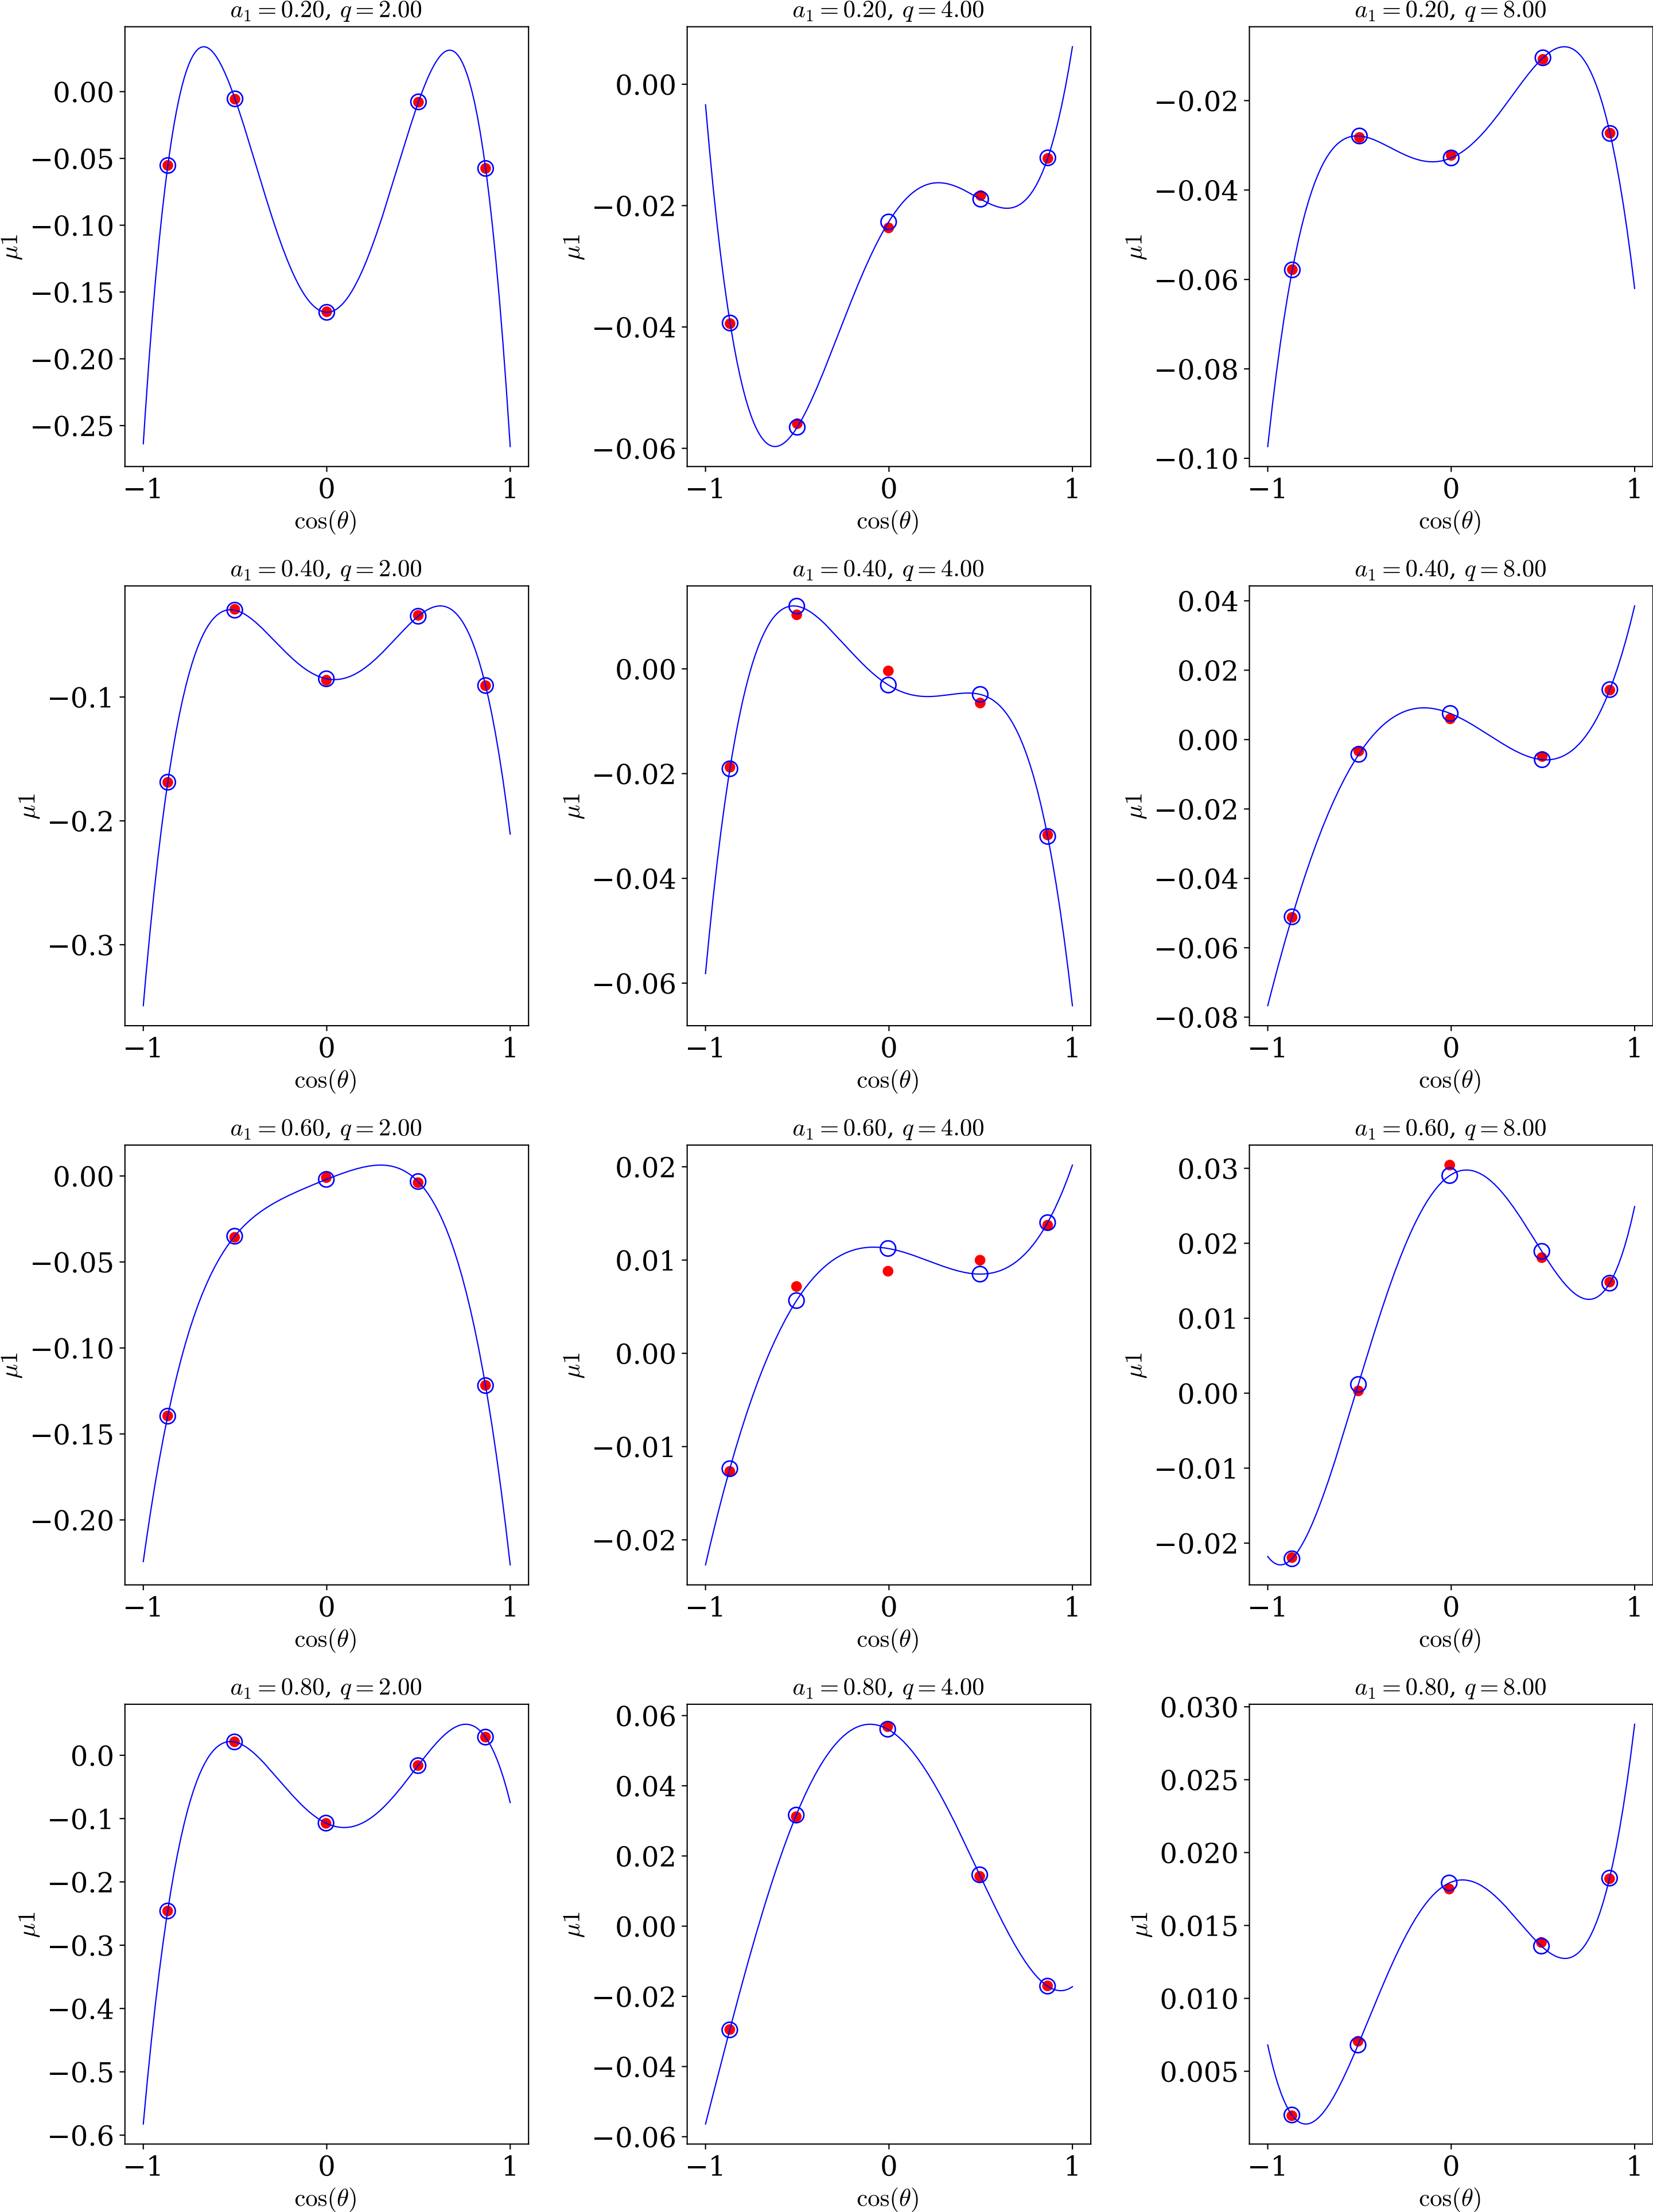 a₁ = 0.20, q = 2.00
0.00
−0.05
−0.10
−0.15
−0.20
−0.25
μ1
−1 0 1
cos(θ)
a₁ = 0.20, q = 4.00
0.00
−0.02
−0.04
−0.06
μ1
−1 0 1
cos(θ)
a₁ = 0.20, q = 8.00
−0.02
−0.04
−0.06
−0.08
−0.10
μ1
−1 0 1
cos(θ)
a₁ = 0.40, q = 2.00
−0.1
−0.2
−0.3
μ1
−1 0 1
cos(θ)
a₁ = 0.40, q = 4.00
0.00
−0.02
−0.04
−0.06
μ1
−1 0 1
cos(θ)
a₁ = 0.40, q = 8.00
0.04
0.02
0.00
−0.02
−0.04
−0.06
−0.08
μ1
−1 0 1
cos(θ)
a₁ = 0.60, q = 2.00
0.00
−0.05
−0.10
−0.15
−0.20
μ1
−1 0 1
cos(θ)
a₁ = 0.60, q = 4.00
0.02
0.01
0.00
−0.01
−0.02
μ1
−1 0 1
cos(θ)
a₁ = 0.60, q = 8.00
0.03
0.02
0.01
0.00
−0.01
−0.02
μ1
−1 0 1
cos(θ)
a₁ = 0.80, q = 2.00
0.0
−0.1
−0.2
−0.3
−0.4
−0.5
−0.6
μ1
−1 0 1
cos(θ)
a₁ = 0.80, q = 4.00
0.06
0.04
0.02
0.00
−0.02
−0.04
−0.06
μ1
−1 0 1
cos(θ)
a₁ = 0.80, q = 8.00
0.030
0.025
0.020
0.015
0.010
0.005
μ1
−1 0 1
cos(θ)